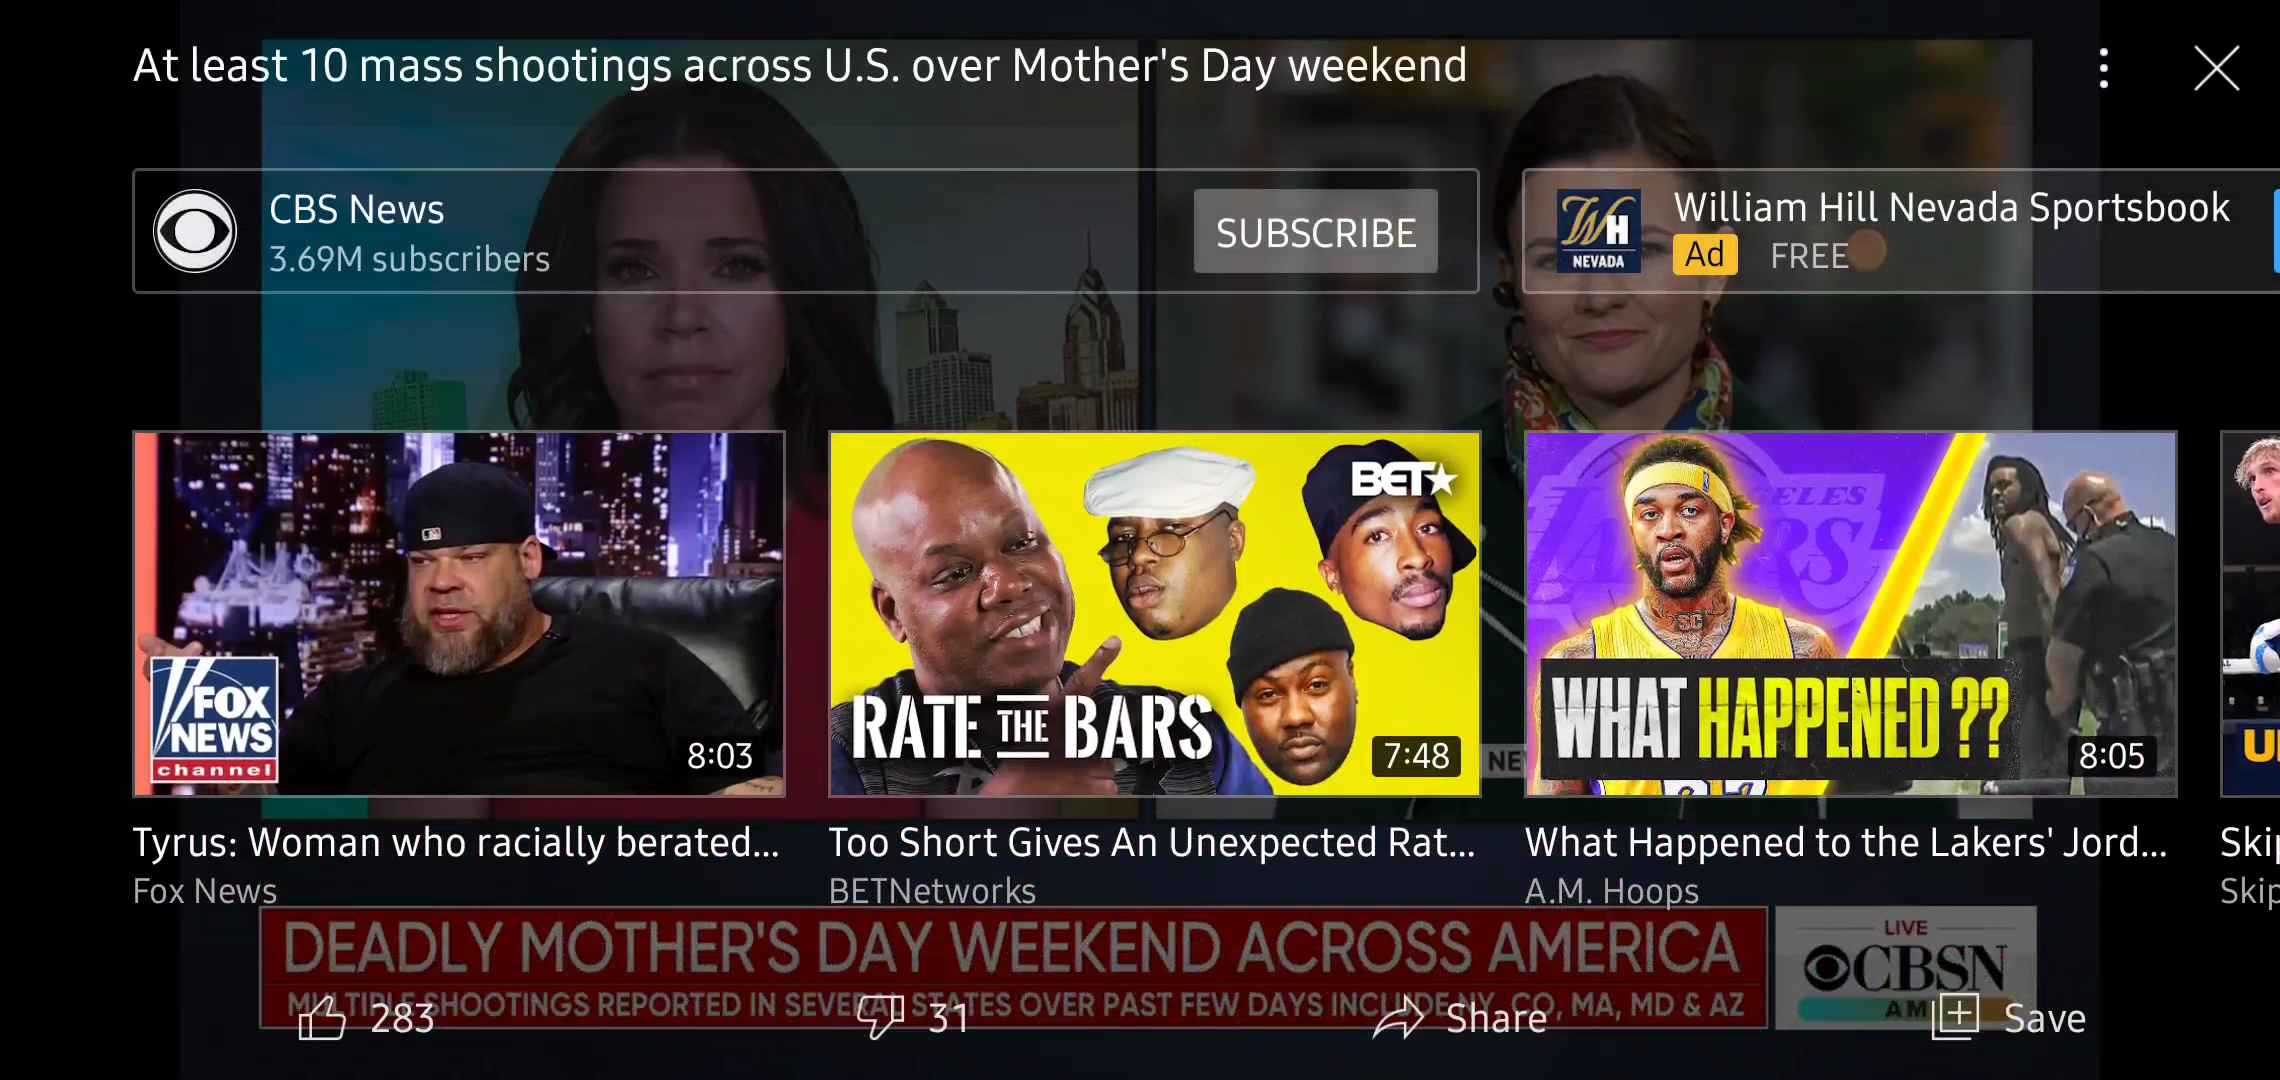 At least 10 mass shootings across U.S. over Mother's Day weekend
CBS News
3.69M subscribers
SUBSCRIBE
WH
NEVADA
William Hill Nevada Sportsbook
Ad FREE
FOX
NEWS
channel
8:03
BET
RATE THE BARS
7:48
WHAT HAPPENED ??
8:05
Tyrus: Woman who racially berated...
Fox News
Too Short Gives An Unexpected Rat...
BETNetworks
What Happened to the Lakers' Jord...
A.M. Hoops
Skip
Skip
DEADLY MOTHER'S DAY WEEKEND ACROSS AMERICA
MULTIPLE SHOOTINGS REPORTED IN SEVERAL STATES OVER PAST FEW DAYS INCLUDE NY, CO, MA, MD & AZ
LIVE
CBSN
AM
283
31
Share
Save